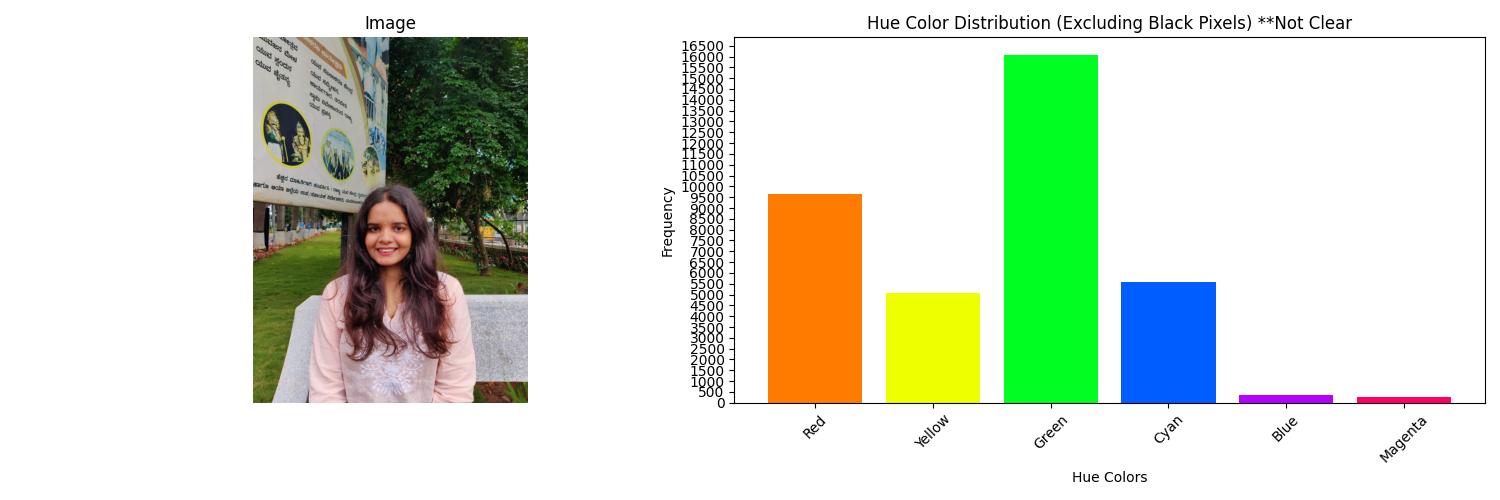 Image
ಯುವ ಸ್ಪಂದನ
ಯುವ ಚೈತನ್ಯ
Hue Color Distribution (Excluding Black Pixels) **Not Clear
Frequency
16500
16000
15500
15000
14500
14000
13500
13000
12500
12000
11500
11000
10500
10000
9500
9000
8500
8000
7500
7000
6500
6000
5500
5000
4500
4000
3500
3000
2500
2000
1500
1000
500
0
Red
Yellow
Green
Cyan
Blue
Magenta
Hue Colors